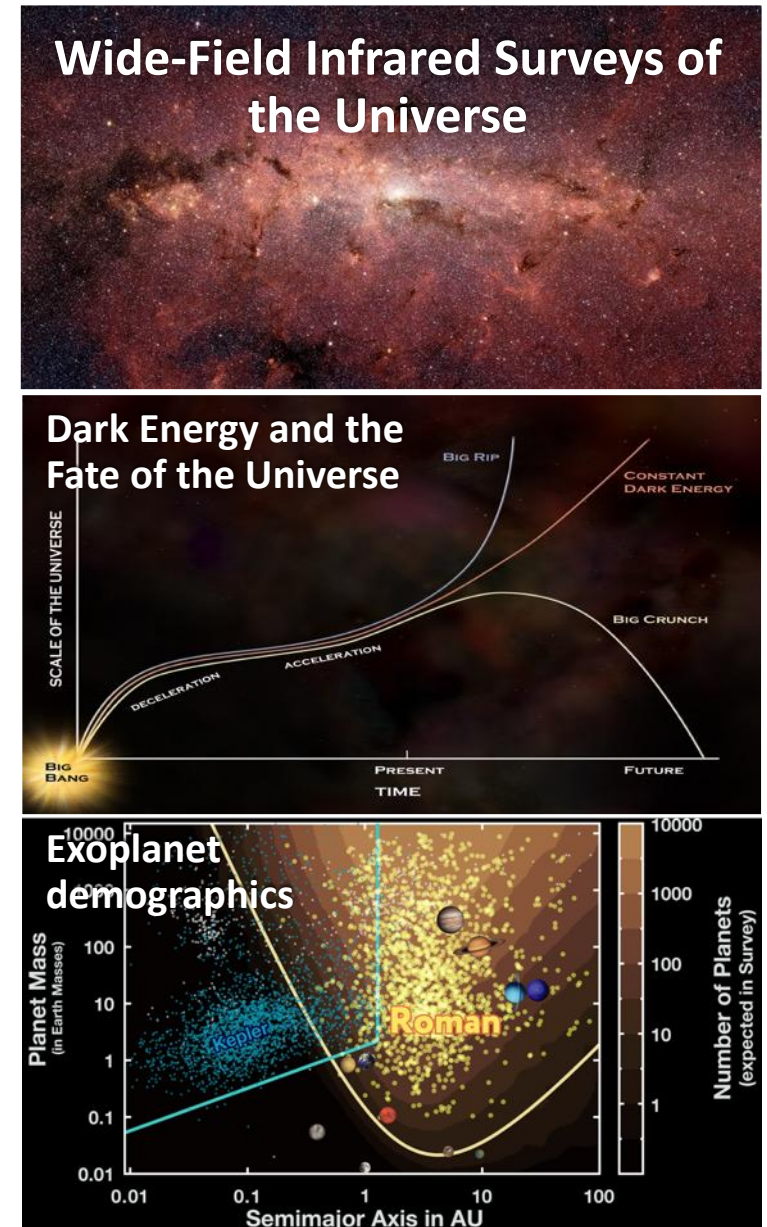 Wide-Field Infrared Surveys of
the Universe
Dark Energy and the
Fate of the Universe
BIG RIP
CONSTANT
DARK ENERGY
SCALE OF THE UNIVERSE
BIG CRUNCH
DECELERATION
ACCELERATION
BIG
BANG
PRESENT
FUTURE
TIME
Exoplanet
demographics
10000
1000
100
10
1
0.1
0.01
Planet Mass
(in Earth Masses)
Kepler
Roman
0.01
0.1
1
10
100
Semimajor Axis in AU
10000
1000
100
10
1
Number of Planets
(expected in Survey)